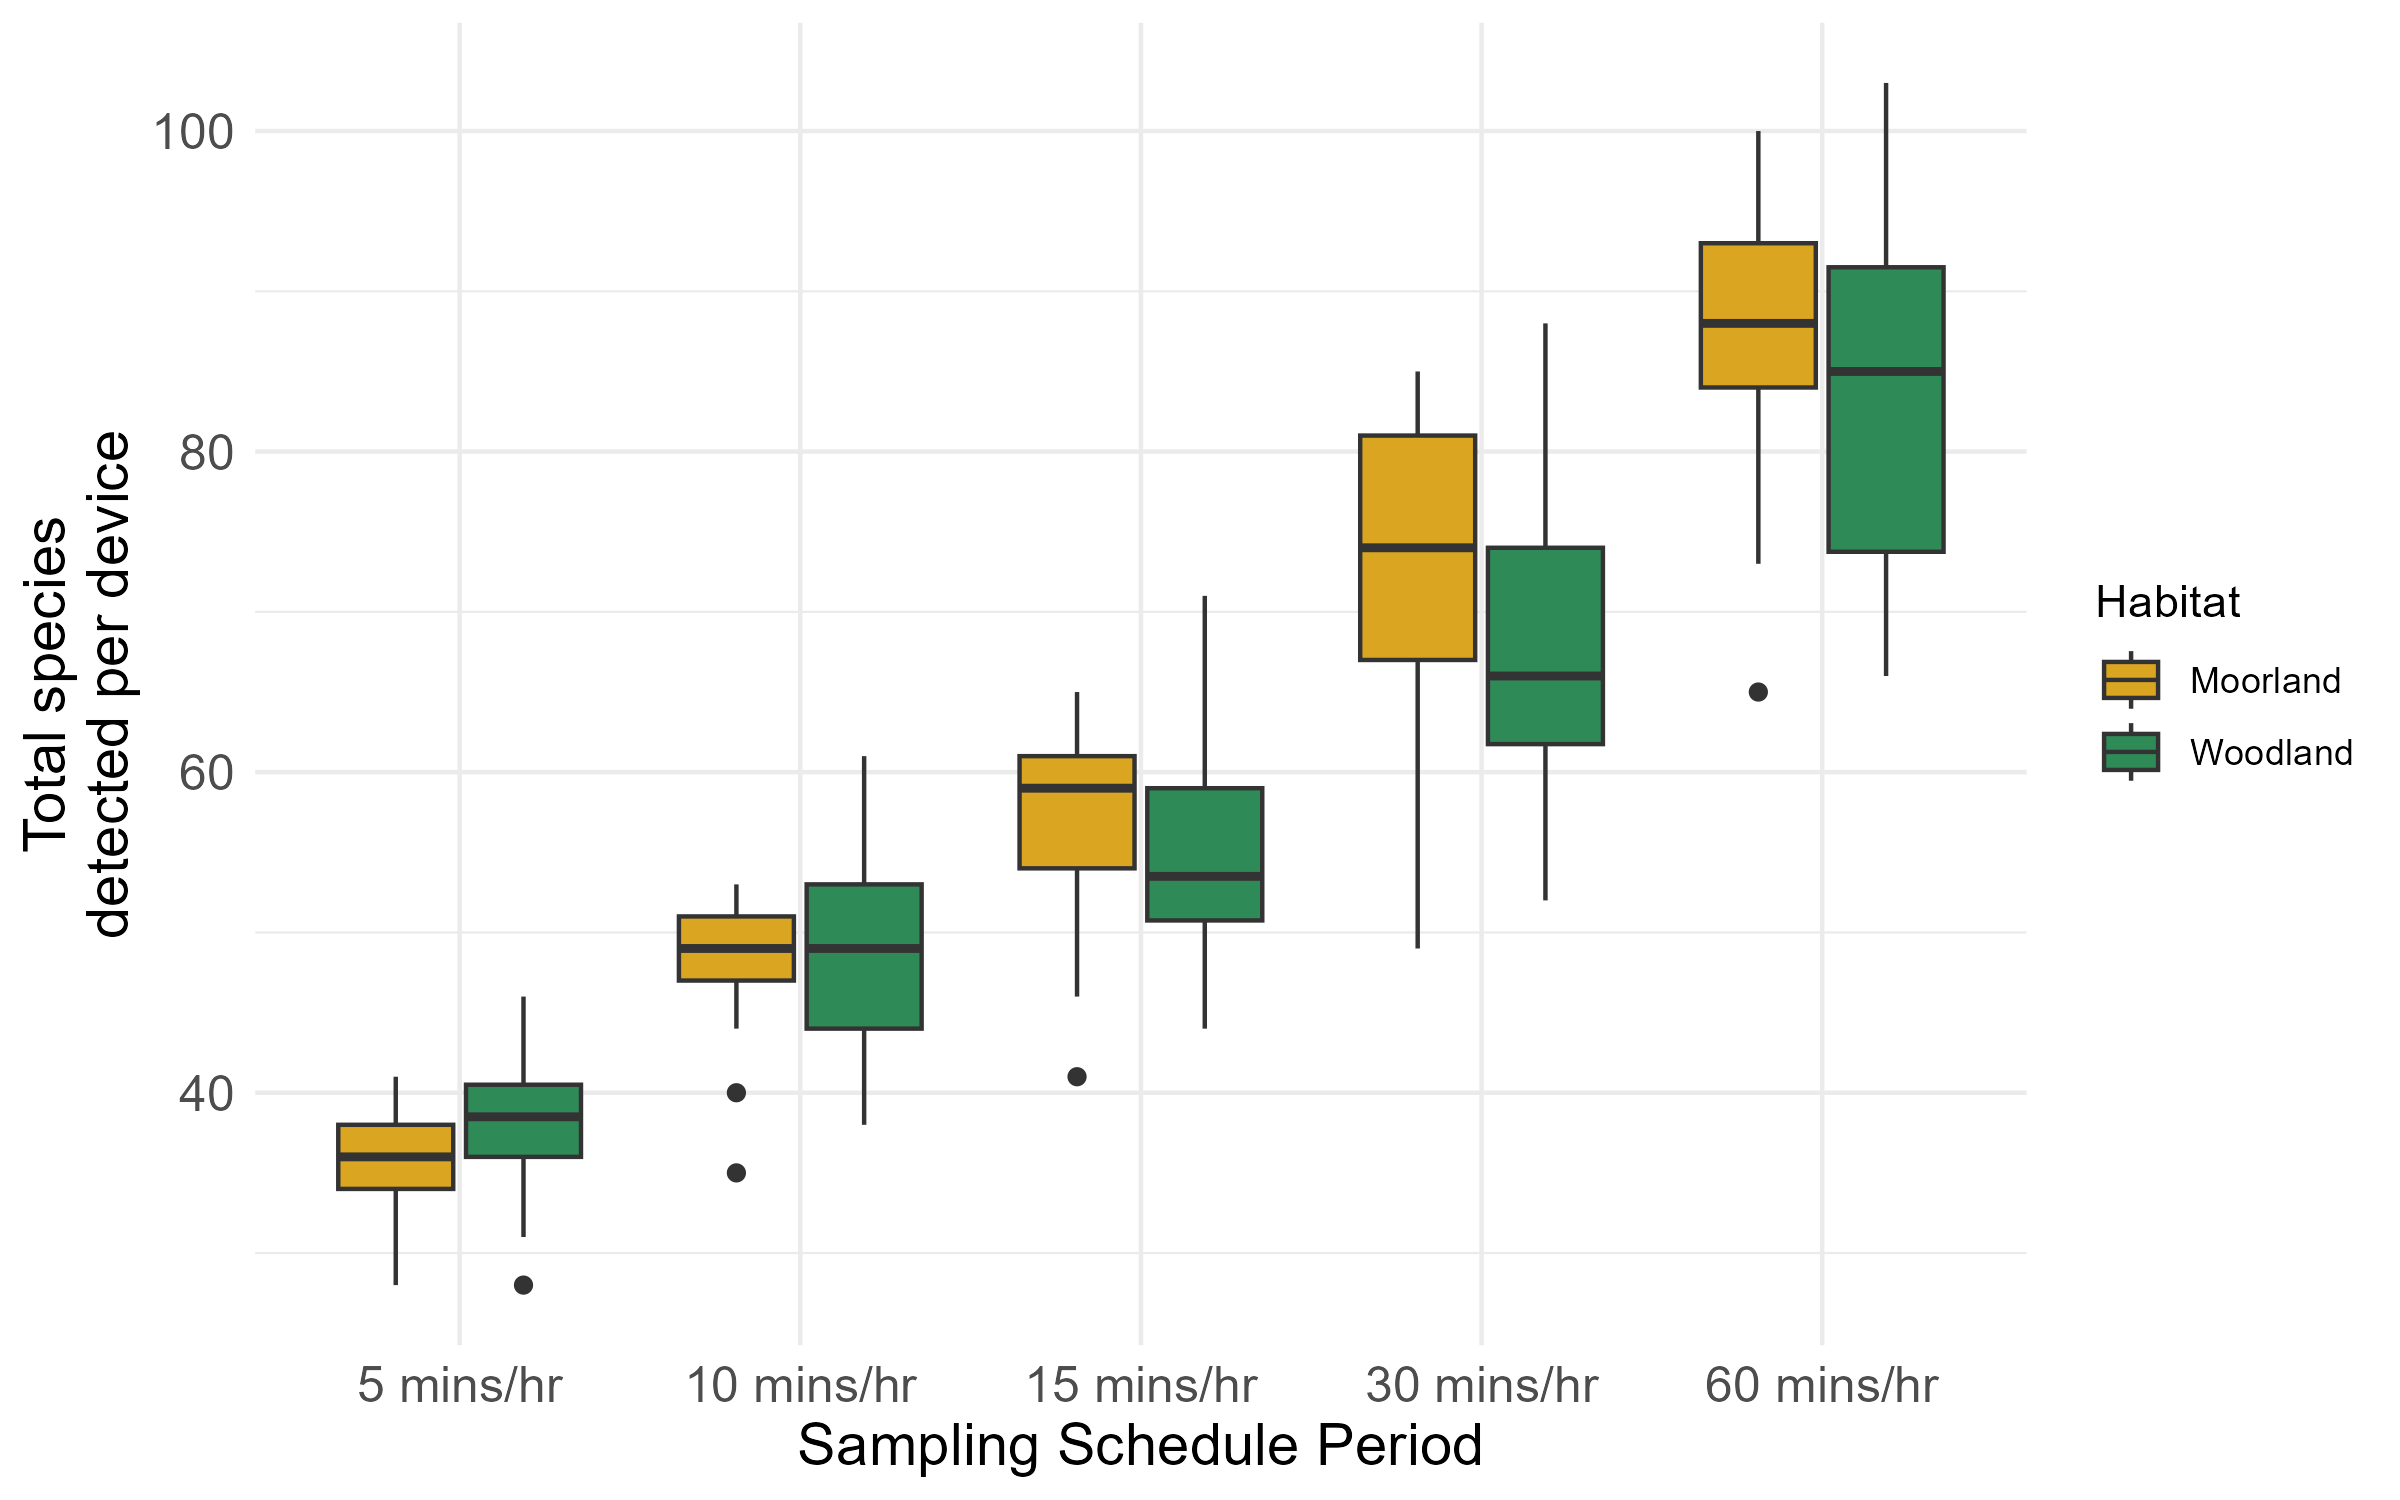 Total species
detected per device
100
80
60
40
5 mins/hr
10 mins/hr
15 mins/hr
30 mins/hr
60 mins/hr
Sampling Schedule Period
Habitat
Moorland
Woodland